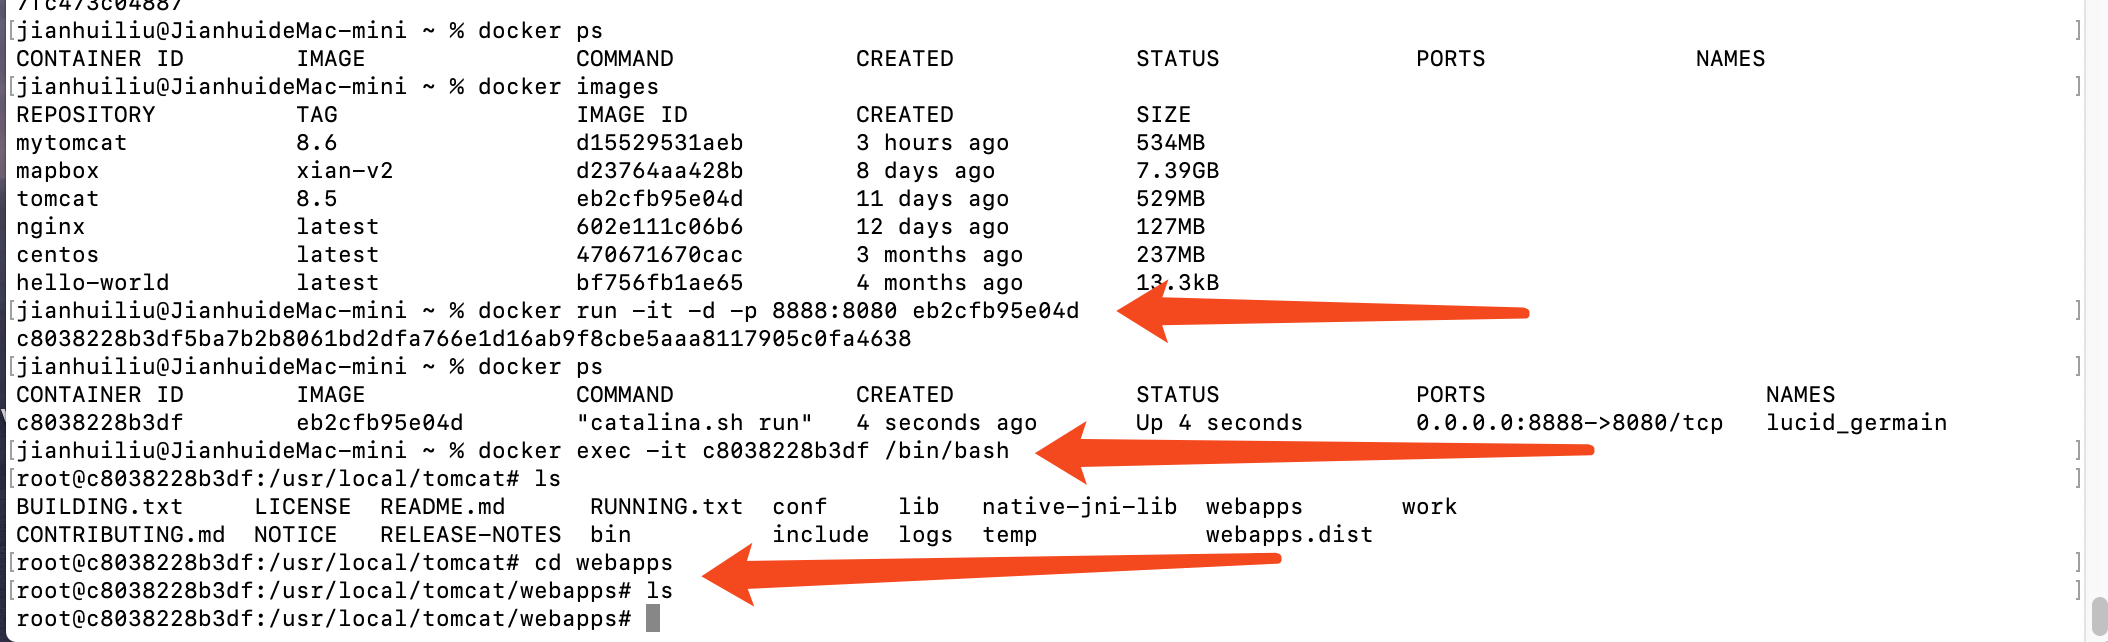 7fc473c04887
[jianhuiliu@JianhuideMac-mini ~ % docker ps ]
CONTAINER ID IMAGE COMMAND CREATED STATUS PORTS NAMES
[jianhuiliu@JianhuideMac-mini ~ % docker images ]
REPOSITORY TAG IMAGE ID CREATED SIZE
mytomcat 8.6 d15529531aeb 3 hours ago 534MB
mapbox xian-v2 d23764aa428b 8 days ago 7.39GB
tomcat 8.5 eb2cfb95e04d 11 days ago 529MB
nginx latest 602e111c06b6 12 days ago 127MB
centos latest 470671670cac 3 months ago 237MB
hello-world latest bf756fb1ae65 4 months ago 13.3kB
[jianhuiliu@JianhuideMac-mini ~ % docker run -it -d -p 8888:8080 eb2cfb95e04d ]
c8038228b3df5ba7b2b8061bd2dfa766e1d16ab9f8cbe5aaa8117905c0fa4638
[jianhuiliu@JianhuideMac-mini ~ % docker ps ]
CONTAINER ID IMAGE COMMAND CREATED STATUS PORTS NAMES
c8038228b3df eb2cfb95e04d "catalina.sh run" 4 seconds ago Up 4 seconds 0.0.0.0:8888->8080/tcp lucid_germain
[jianhuiliu@JianhuideMac-mini ~ % docker exec -it c8038228b3df /bin/bash ]
[root@c8038228b3df:/usr/local/tomcat# ls ]
BUILDING.txt LICENSE README.md RUNNING.txt conf lib native-jni-lib webapps work
CONTRIBUTING.md NOTICE RELEASE-NOTES bin include logs temp webapps.dist
[root@c8038228b3df:/usr/local/tomcat# cd webapps ]
[root@c8038228b3df:/usr/local/tomcat/webapps# ls ]
root@c8038228b3df:/usr/local/tomcat/webapps#